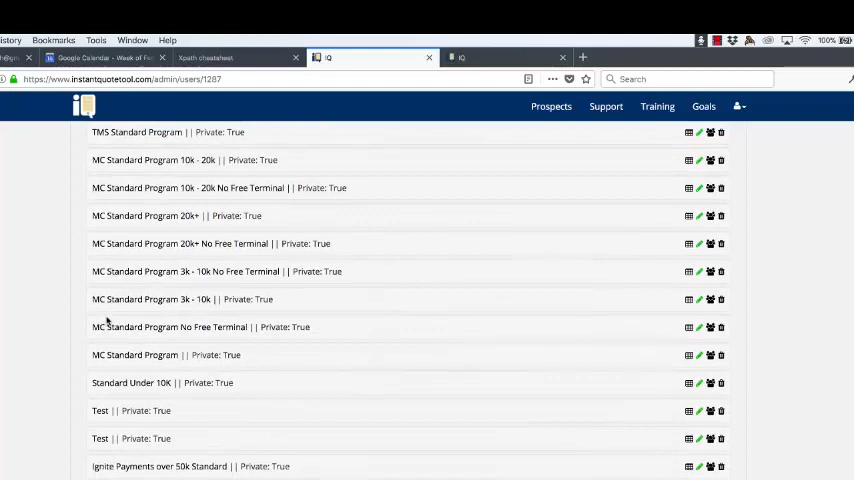 istory Bookmarks Tools Window Help 100%
h@gm Google Calendar - Week of Fe Xpath cheatsheet IQ IQ
https://www.instantquotetool.com/admin/users/1287 Search
iQ Prospects Support Training Goals
TMS Standard Program || Private: True
MC Standard Program 10k - 20k || Private: True
MC Standard Program 10k - 20k No Free Terminal || Private: True
MC Standard Program 20k+ || Private: True
MC Standard Program 20k+ No Free Terminal || Private: True
MC Standard Program 3k - 10k No Free Terminal || Private: True
MC Standard Program 3k - 10k || Private: True
MC Standard Program No Free Terminal || Private: True
MC Standard Program || Private: True
Standard Under 10K || Private: True
Test || Private: True
Test || Private: True
Ignite Payments over 50k Standard || Private: True